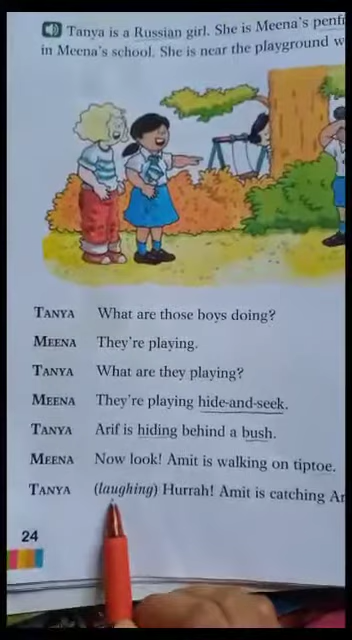 Tanya is a Russian girl. She is Meena's
in Meena's school. She is near the playground
TANYA What are those boys doing?
MEENA They're playing.
TANYA What are they playing?
MEENA They're playing hide-and-seek.
TANYA Arif is hiding behind a bush.
MEENA Now look! Amit is walking on tiptoe.
TANYA (laughing) Hurrah! Amit is catching
24